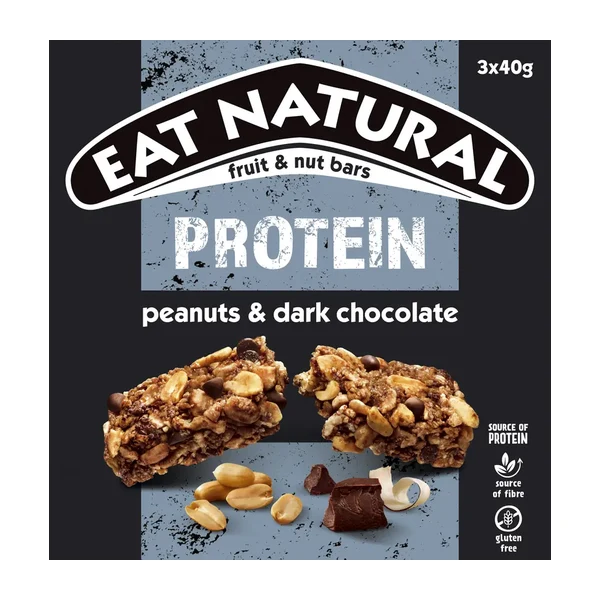 3x40g
EAT NATURAL
fruit & nut bars
PROTEIN
peanuts & dark chocolate
SOURCE OF
PROTEIN
source
of fibre
gluten
free